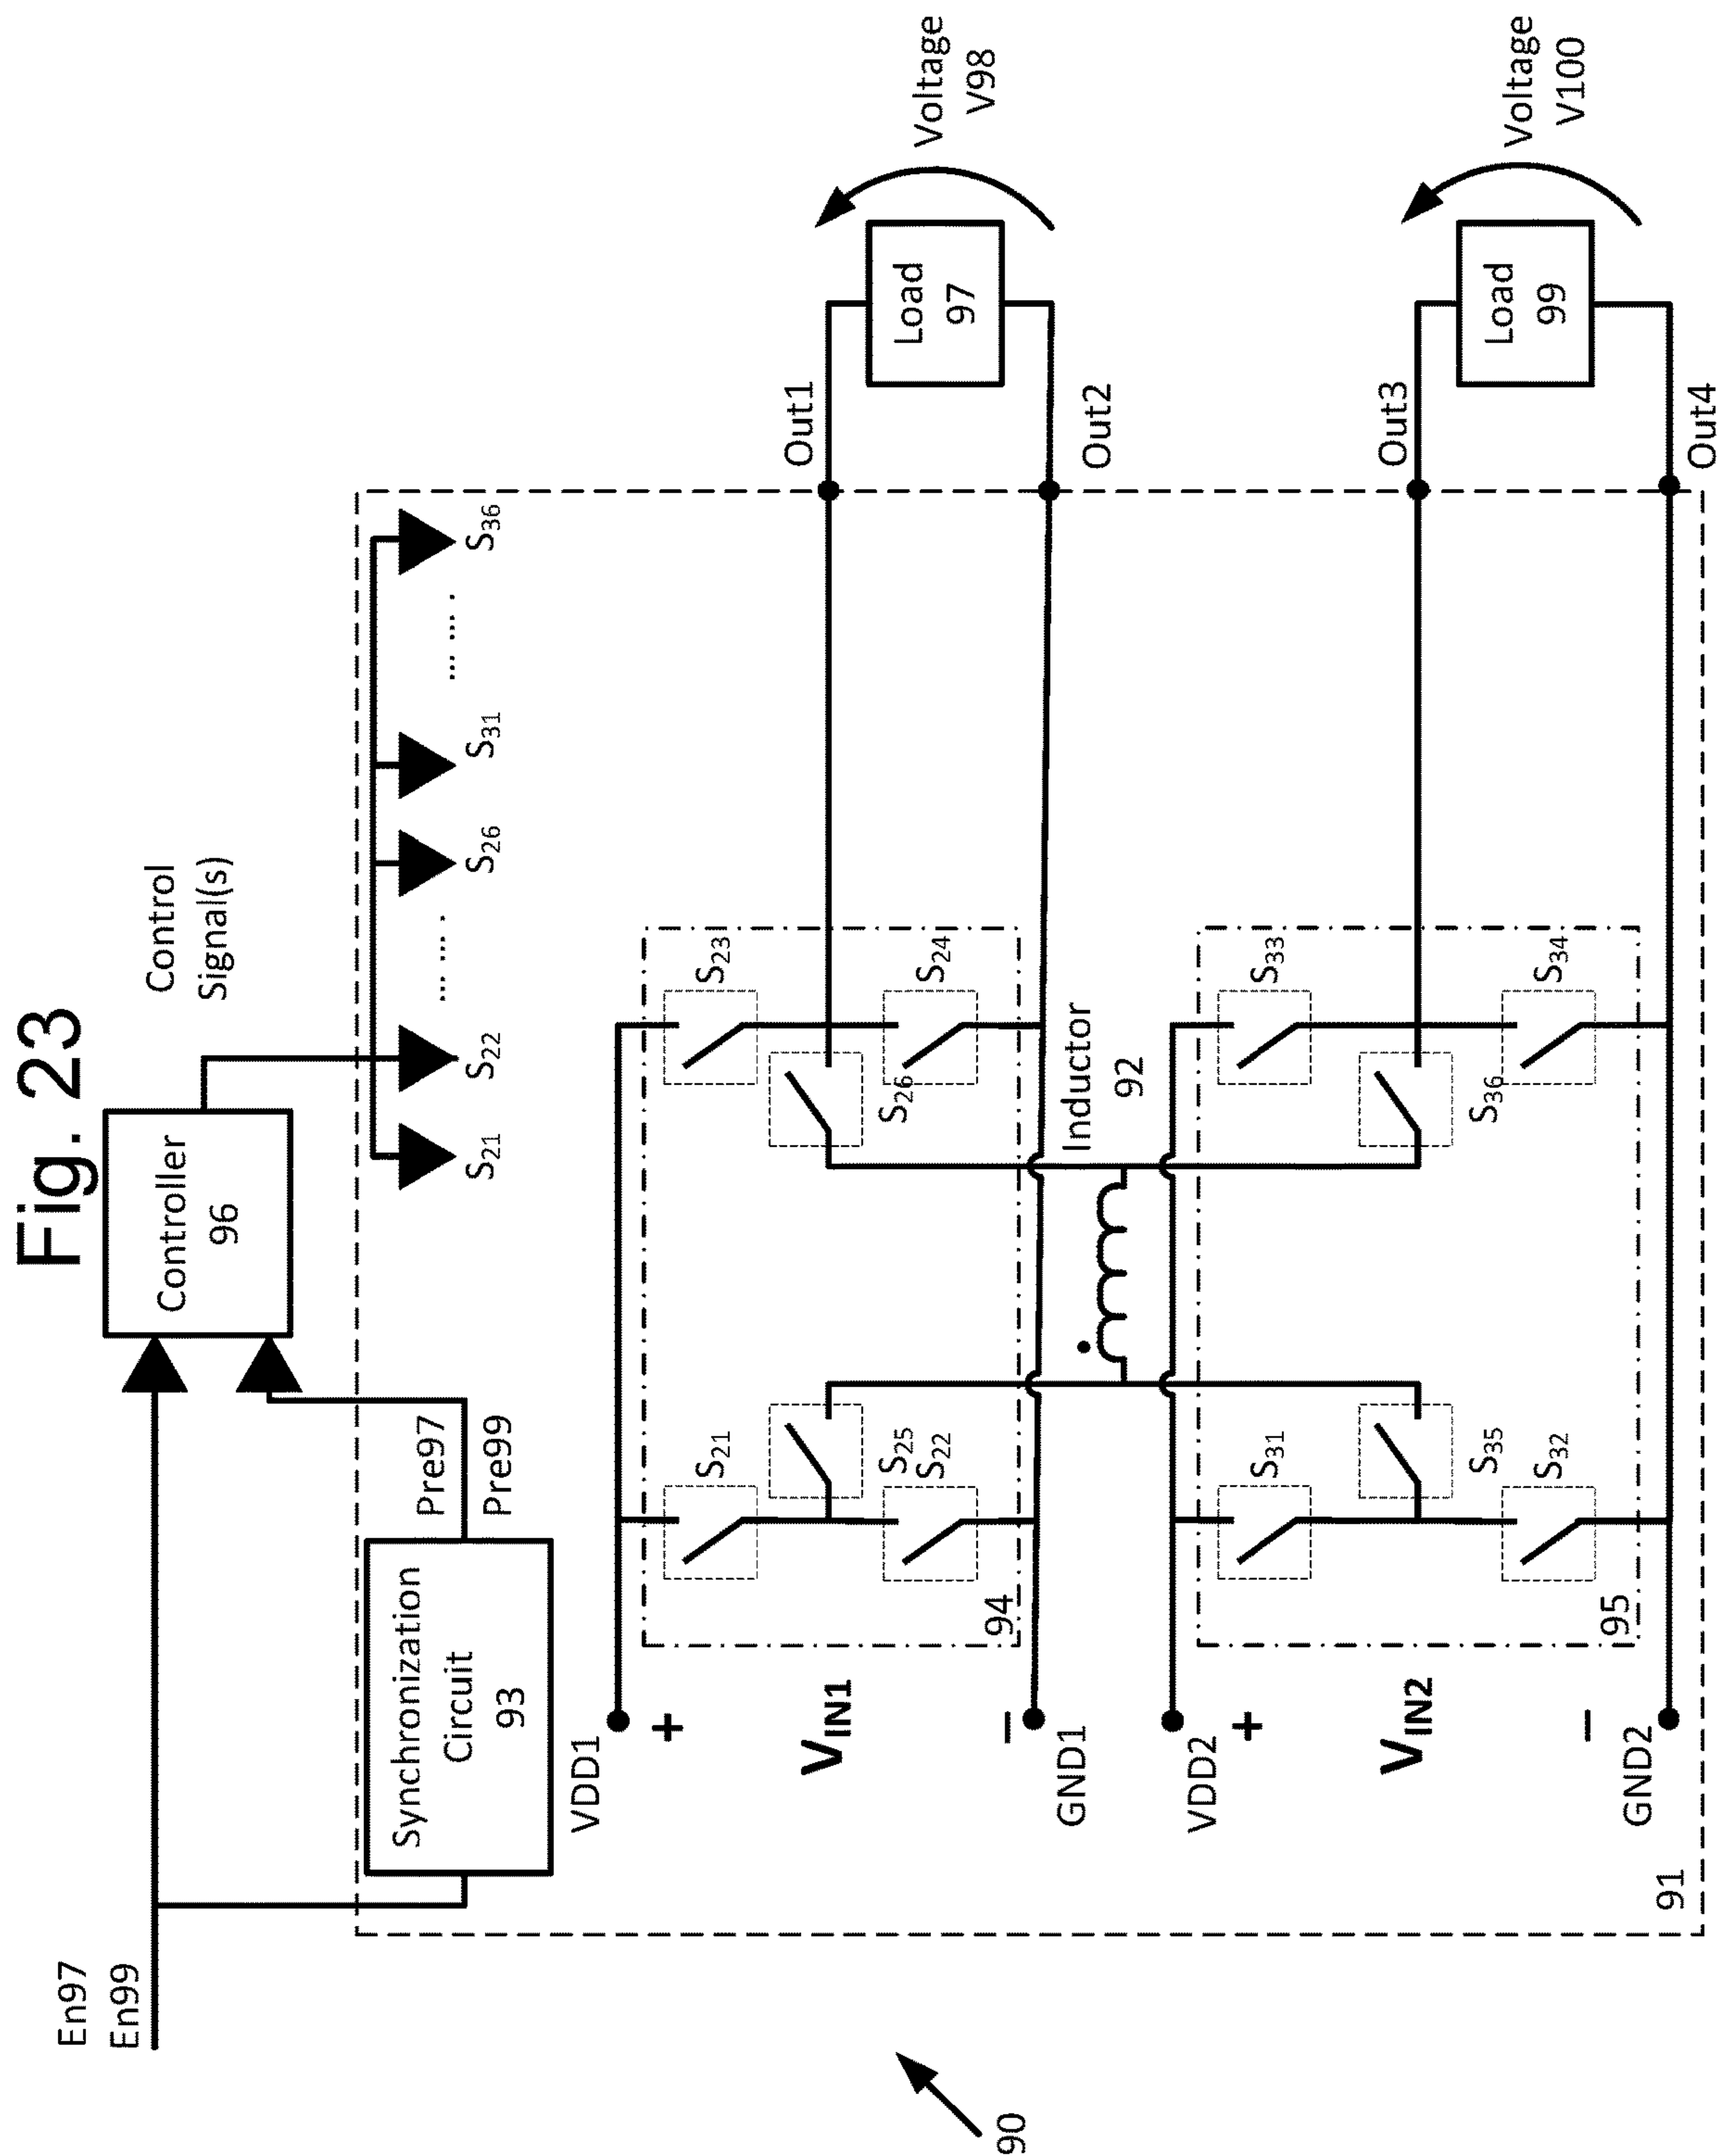 Fig. 23
En97
En99
Controller
96
Control
Signal(s)
Synchronization
Circuit
93
Pre97
Pre99
S21
S22
... ... .
S26
S31
... ... .
S36
VDD1
+
VIN1
–
GND1
S21
S25
S22
S23
S26
S24
94
Out1
Out2
Load
97
Voltage
V98
Inductor
92
VDD2
+
VIN2
–
GND2
S31
S35
S32
S33
S36
S34
95
Out3
Out4
Load
99
Voltage
V100
91
90